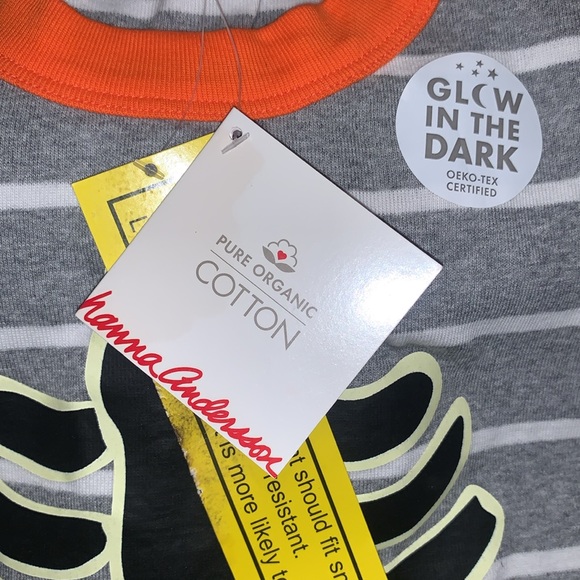 GLOW
IN THE
DARK
OEKO-TEX
CERTIFIED
PURE ORGANIC
COTTON
hanna andersson
t should fit sn
resistant.
is more likely t